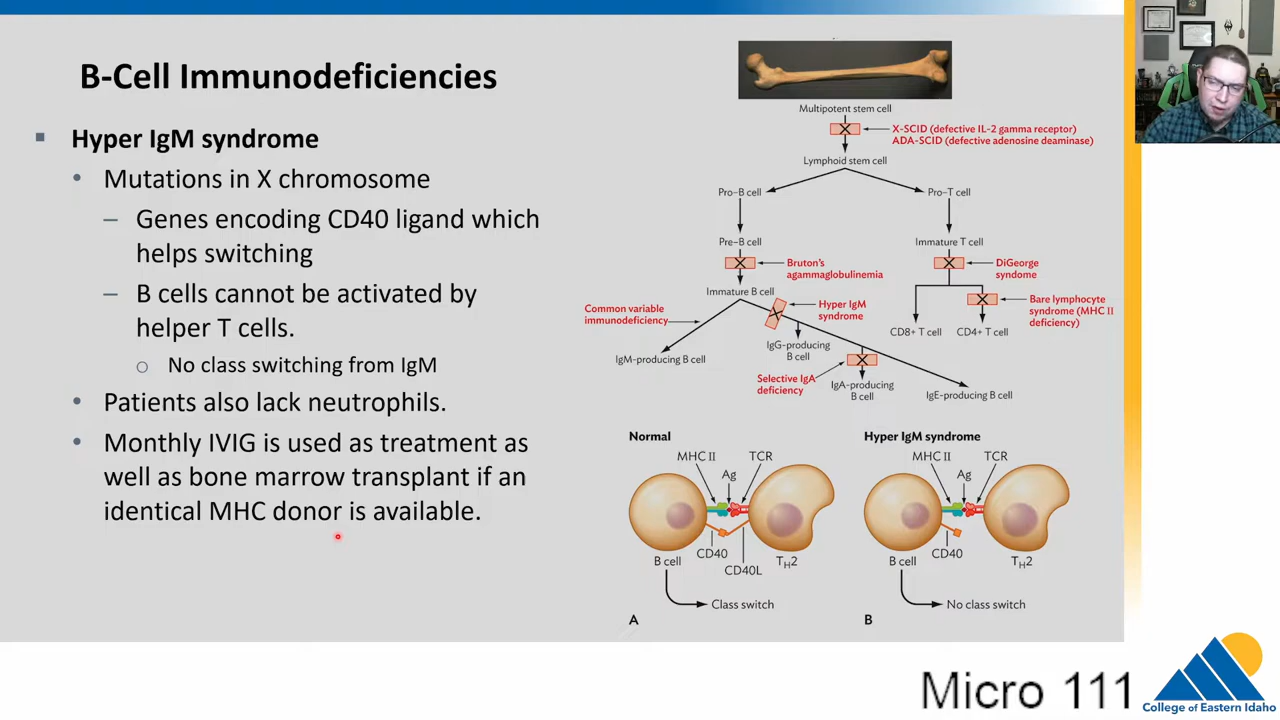 B-Cell Immunodeficiencies
Hyper IgM syndrome
Mutations in X chromosome
– Genes encoding CD40 ligand which
helps switching
– B cells cannot be activated by
helper T cells.
No class switching from IgM
Patients also lack neutrophils.
Monthly IVIG is used as treatment as
well as bone marrow transplant if an
identical MHC donor is available.
Multipotent stem cell
X-SCID (defective IL-2 gamma receptor)
ADA-SCID (defective adenosine deaminase)
Lymphoid stem cell
Pro–B cell
Pro–T cell
Pre–B cell
Immature T cell
Bruton's
agammaglobulinemia
DiGeorge
syndome
Immature B cell
Common variable
immunodeficiency
Hyper IgM
syndrome
Bare lymphocyte
syndrome (MHC II
deficiency)
CD8+ T cell
CD4+ T cell
IgG-producing
B cell
IgM-producing B cell
Selective IgA
deficiency
IgA-producing
B cell
IgE-producing B cell
Normal
MHC II
TCR
Ag
CD40
CD40L
B cell
TH2
Class switch
A
Hyper IgM syndrome
MHC II
TCR
Ag
CD40
B cell
TH2
No class switch
B
Micro 111
College of Eastern Idaho